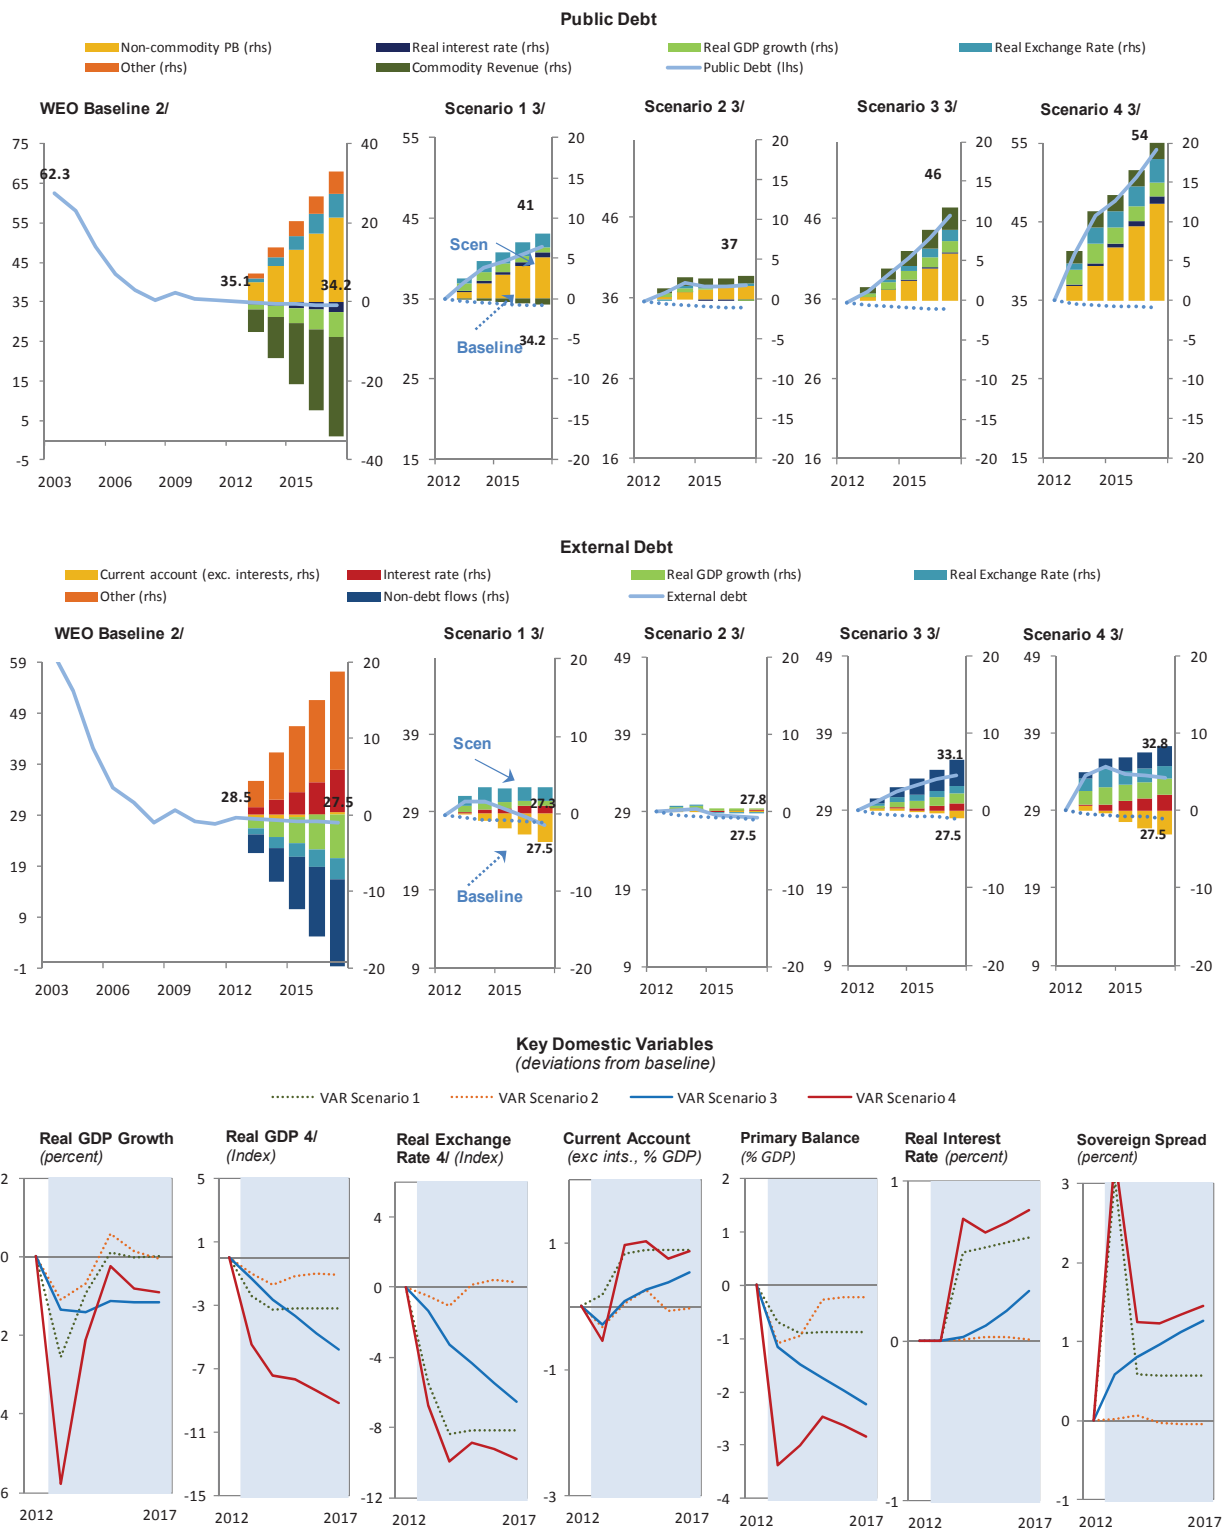 Public Debt
Non-commodity PB (rhs) Real interest rate (rhs) Real GDP growth (rhs) Real Exchange Rate (rhs)
Other (rhs) Commodity Revenue (rhs) Public Debt (lhs)
WEO Baseline 2/ Scenario 1 3/ Scenario 2 3/ Scenario 3 3/ Scenario 4 3/
75 65 55 45 35 25 15 5 -5
40 20 0 -20 -40
62.3 35.1 34.2
2003 2006 2009 2012 2015
55 45 35 25 15
20 15 10 5 0 -5 -10 -15 -20
41
Scen
Baseline
34.2
2012 2015
46 36 26 16
20 15 10 5 0 -5 -10 -15 -20
37
2012 2015
46 36 26 16
20 15 10 5 0 -5 -10 -15 -20
46
2012 2015
55 45 35 25 15
20 15 10 5 0 -5 -10 -15 -20
54
2012 2015
External Debt
Current account (exc. interests, rhs) Interest rate (rhs) Real GDP growth (rhs) Real Exchange Rate (rhs)
Other (rhs) Non-debt flows (rhs) External debt
WEO Baseline 2/ Scenario 1 3/ Scenario 2 3/ Scenario 3 3/ Scenario 4 3/
59 49 39 29 19 9 -1
20 10 0 -10 -20
28.5 27.5
2003 2006 2009 2012 2015
39 29 19 9
20 10 0 -10 -20
Scen
27.3
27.5
Baseline
2012 2015
49 39 29 19 9
20 10 0 -10 -20
27.8
27.5
2012 2015
49 39 29 19 9
20 10 0 -10 -20
33.1
27.5
2012 2015
49 39 29 19 9
20 10 0 -10 -20
32.8
27.5
2012 2015
Key Domestic Variables
(deviations from baseline)
VAR Scenario 1 VAR Scenario 2 VAR Scenario 3 VAR Scenario 4
Real GDP Growth
(percent)
2 0 2 4 6
2012 2017
Real GDP 4/
(Index)
5 1 -3 -7 -11 -15
2012 2017
Real Exchange
Rate 4/ (Index)
4 0 -4 -8 -12
2012 2017
Current Account
(exc ints., % GDP)
1 -1 -3
2012 2017
Primary Balance
(% GDP)
2 1 0 -1 -2 -3 -4
2012 2017
Real Interest
Rate (percent)
1 0 -1
2012 2017
Sovereign Spread
(percent)
3 2 1 0 -1
2012 2017